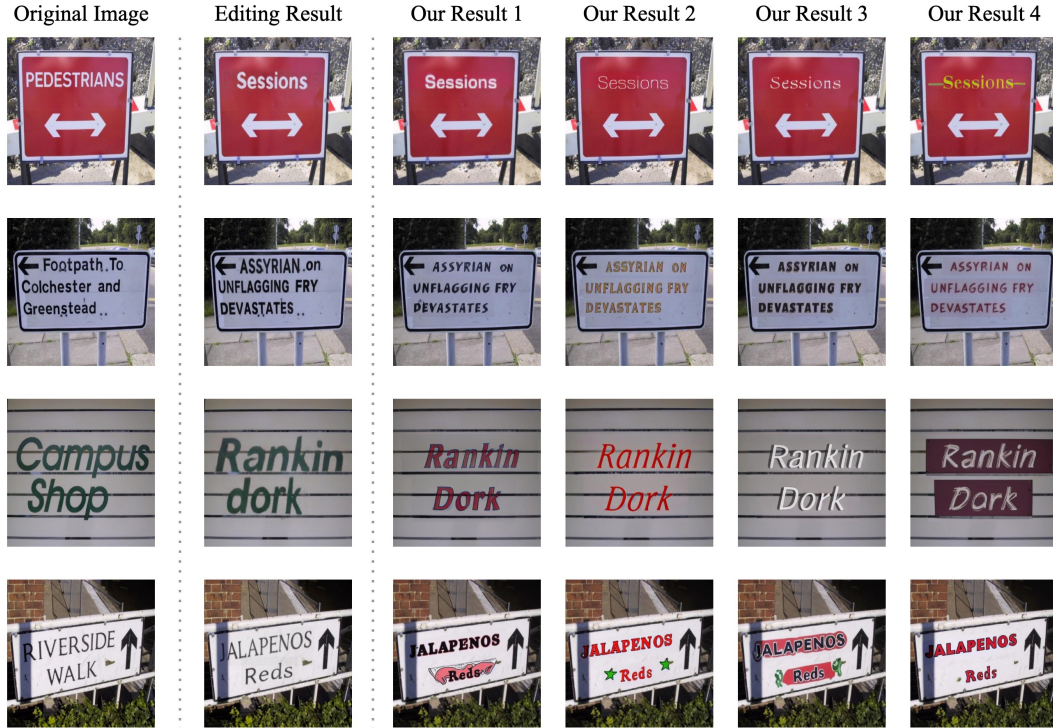 Original Image Editing Result Our Result 1 Our Result 2 Our Result 3 Our Result 4
PEDESTRIANS Sessions Sessions Sessions Sessions Sessions
Footpath To
Colchester and
Greenstead
ASSYRIAN on
UNFLAGGING FRY
DEVASTATES
ASSYRIAN ON
UNFLAGGING FRY
DEVASTATES
ASSYRIAN ON
UNFLAGGING FRY
DEVASTATES
ASSYRIAN ON
UNFLAGGING FRY
DEVASTATES
ASSYRIAN ON
UNFLAGGING FRY
DEVASTATES
Campus
Shop
Rankin
dork
Rankin
Dork
Rankin
Dork
Rankin
Dork
Rankin
Dork
RIVERSIDE
WALK
JALAPENOS
Reds
JALAPENOS
Reds
JALAPENOS
Reds
JALAPENOS
Reds
JALAPENOS
Reds